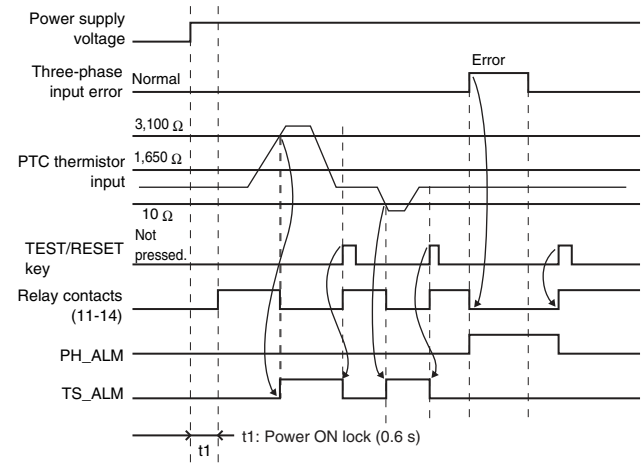 Power supply
voltage
Three-phase
input error
Normal
Error
3,100 Ω
PTC thermistor
input
1,650 Ω
10 Ω
TEST/RESET
key
Not
pressed.
Relay contacts
(11-14)
PH_ALM
TS_ALM
t1
t1: Power ON lock (0.6 s)